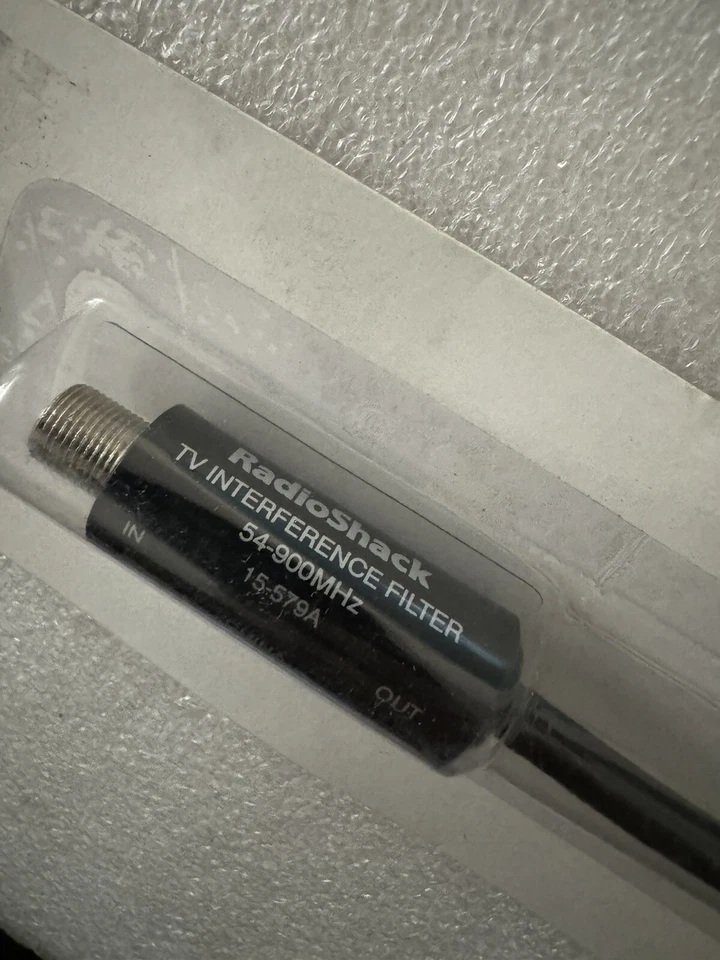 RadioShack
TV INTERFERENCE FILTER
54-900MHz
15-579A
IN
OUT